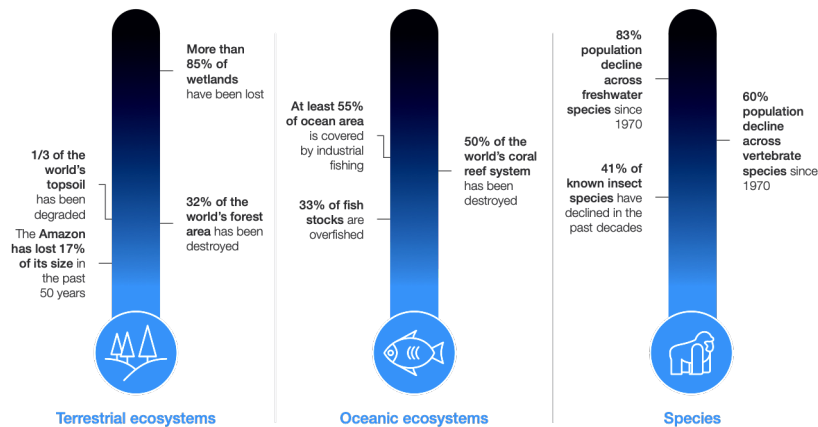 More than
85% of
wetlands
have been lost
1/3 of the
world's
topsoil
has been
degraded
32% of the
world's forest
area has been
destroyed
The Amazon
has lost 17%
of its size in
the past
50 years
Terrestrial ecosystems
At least 55%
of ocean area
is covered
by industrial
fishing
50% of the
world's coral
reef system
has been
destroyed
33% of fish
stocks are
overfished
Oceanic ecosystems
83%
population
decline
across
freshwater
species since
1970
60%
population
decline
across
vertebrate
species since
1970
41% of
known insect
species have
declined in the
past decades
Species